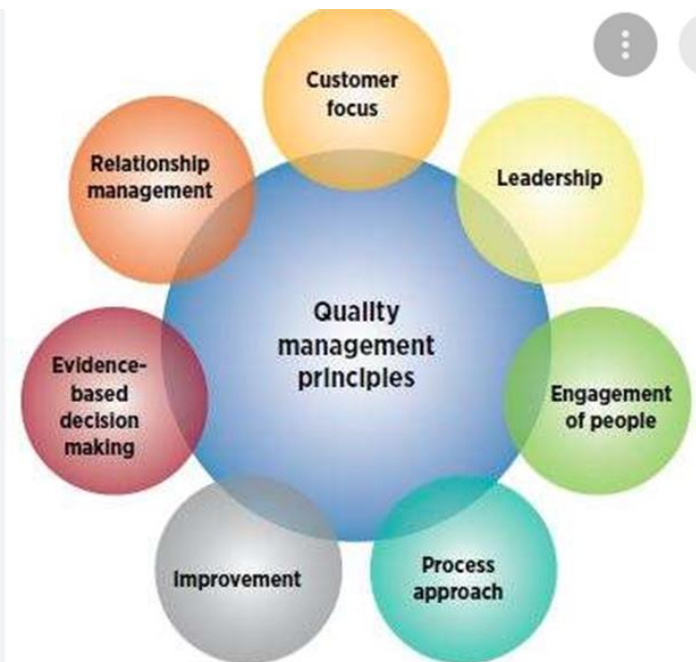 Customer
focus
Leadership
Engagement
of people
Process
approach
Improvement
Evidence-
based
decision
making
Relationship
management
Quality
management
principles